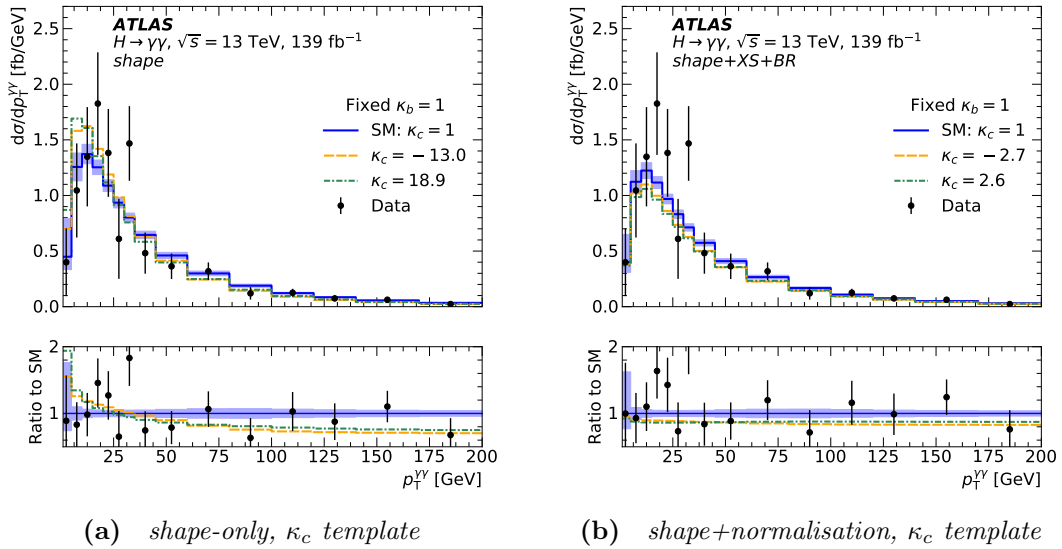 ATLAS
H → γγ, √s = 13 TeV, 139 fb⁻¹
shape
Fixed κ_b = 1
SM: κ_c = 1
κ_c = −13.0
κ_c = 18.9
Data
dσ/dp_T^γγ [fb/GeV]
2.5
2.0
1.5
1.0
0.5
0.0
Ratio to SM
2
1
25 50 75 100 125 150 175 200
p_T^γγ [GeV]
(a) shape-only, κ_c template
ATLAS
H → γγ, √s = 13 TeV, 139 fb⁻¹
shape+XS+BR
Fixed κ_b = 1
SM: κ_c = 1
κ_c = −2.7
κ_c = 2.6
Data
dσ/dp_T^γγ [fb/GeV]
2.5
2.0
1.5
1.0
0.5
0.0
Ratio to SM
2
1
25 50 75 100 125 150 175 200
p_T^γγ [GeV]
(b) shape+normalisation, κ_c template